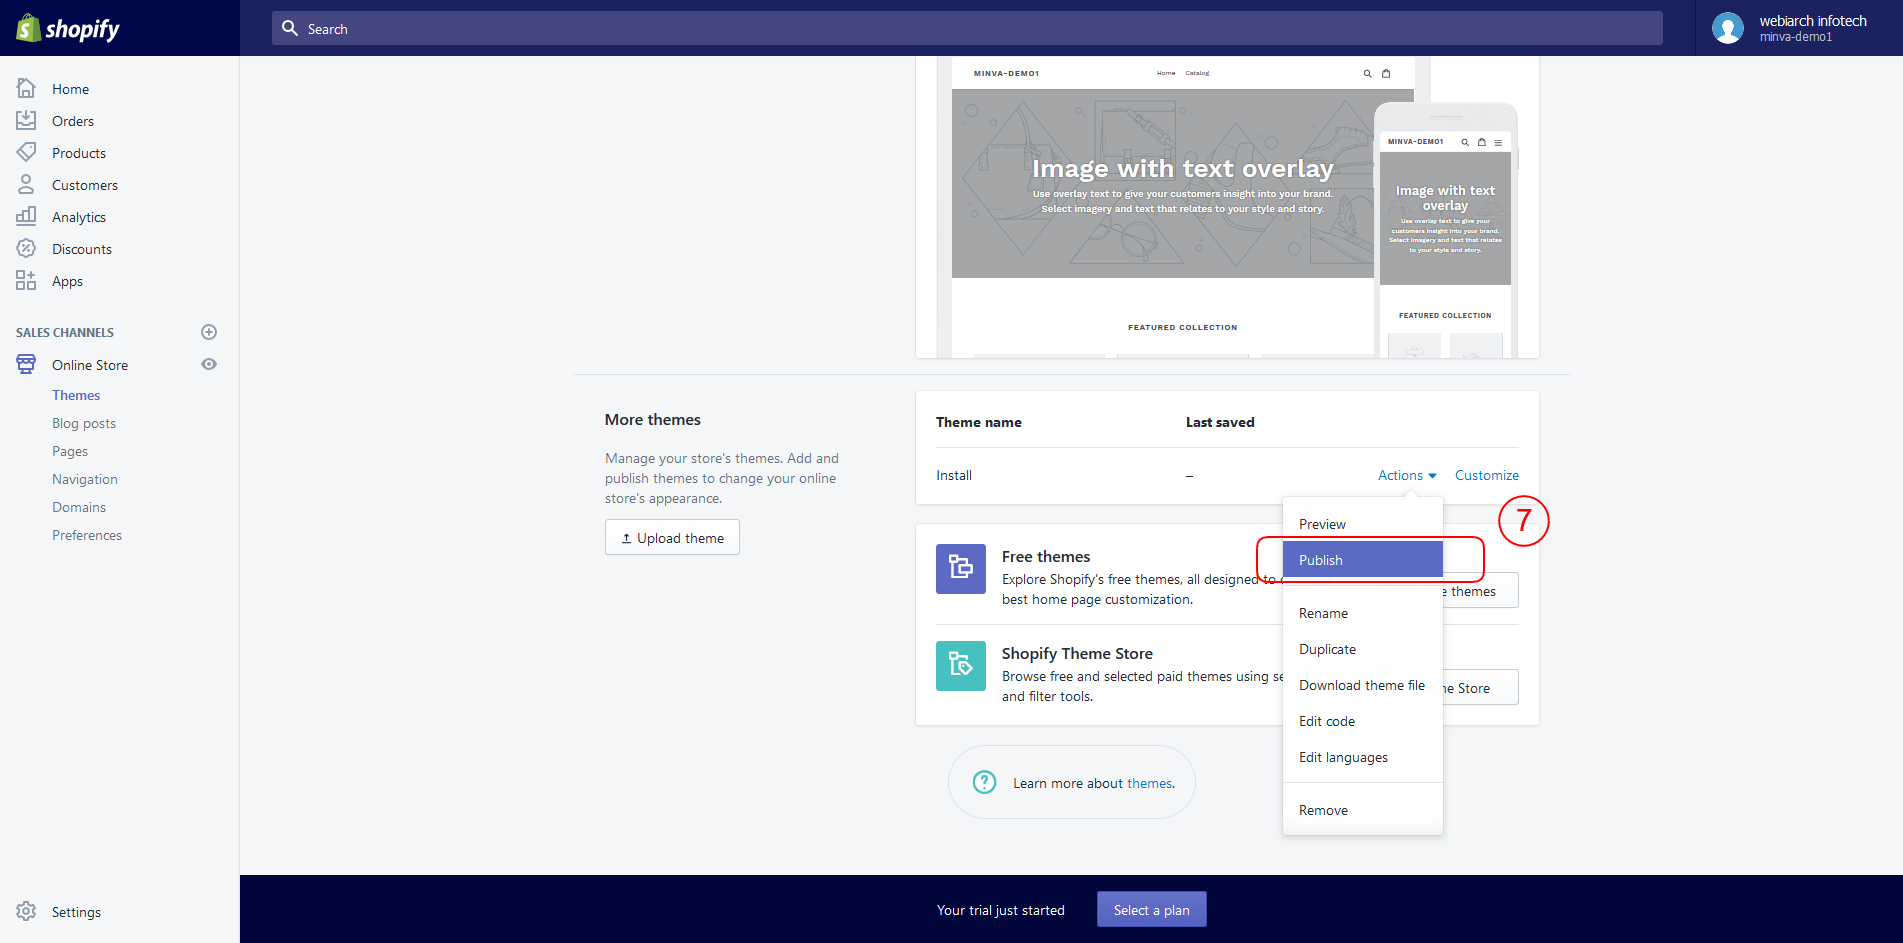 shopify
Search
webiarch infotech
minva-demo1
Home
Orders
Products
Customers
Analytics
Discounts
Apps
SALES CHANNELS
Online Store
Themes
Blog posts
Pages
Navigation
Domains
Preferences
Settings
MINVA-DEMO1
Home Catalog
Image with text overlay
Use overlay text to give your customers insight into your brand.
Select imagery and text that relates to your style and story.
FEATURED COLLECTION
MINVA-DEMO1
Image with text
overlay
Use overlay text to give your
customers insight into your brand.
Select imagery and text that relates
to your style and story.
FEATURED COLLECTION
More themes
Manage your store's themes. Add and
publish themes to change your online
store's appearance.
Upload theme
Theme name Last saved
Install – Actions Customize
Preview
Publish
Rename
Duplicate
Download theme file
Edit code
Edit languages
Remove
7
Free themes
Explore Shopify's free themes, all designed to
best home page customization.
themes
Shopify Theme Store
Browse free and selected paid themes using
and filter tools.
Store
Learn more about themes.
Your trial just started
Select a plan